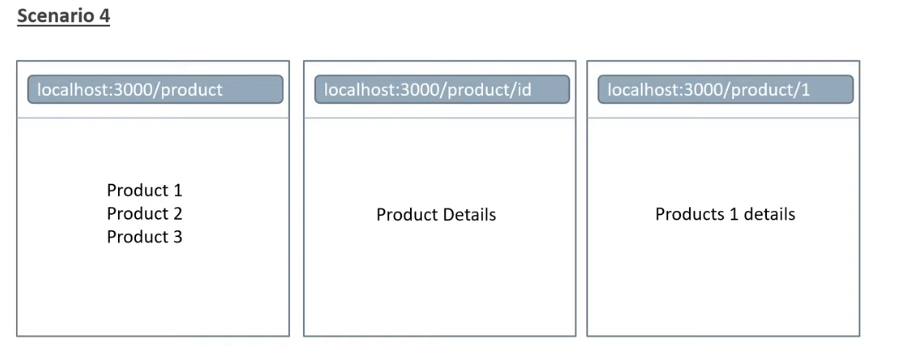 Scenario 4
localhost:3000/product
Product 1
Product 2
Product 3
localhost:3000/product/id
Product Details
localhost:3000/product/1
Products 1 details